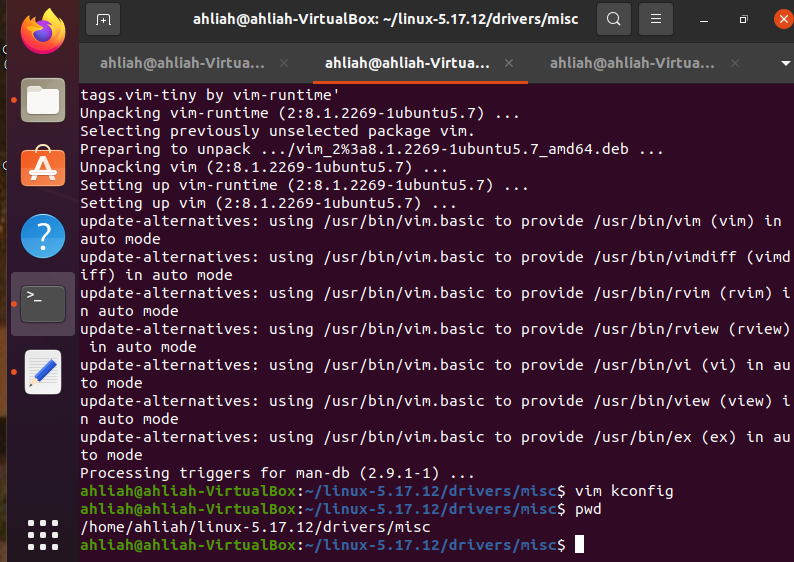 ahliah@ahliah-VirtualBox: ~/linux-5.17.12/drivers/misc
ahliah@ahliah-Virtua...
ahliah@ahliah-Virtua...
ahliah@ahliah-Virtua...
tags.vim-tiny by vim-runtime'
Unpacking vim-runtime (2:8.1.2269-1ubuntu5.7) ...
Selecting previously unselected package vim.
Preparing to unpack .../vim_2%3a8.1.2269-1ubuntu5.7_amd64.deb ...
Unpacking vim (2:8.1.2269-1ubuntu5.7) ...
Setting up vim-runtime (2:8.1.2269-1ubuntu5.7) ...
Setting up vim (2:8.1.2269-1ubuntu5.7) ...
update-alternatives: using /usr/bin/vim.basic to provide /usr/bin/vim (vim) in
auto mode
update-alternatives: using /usr/bin/vim.basic to provide /usr/bin/vimdiff (vimd
iff) in auto mode
update-alternatives: using /usr/bin/vim.basic to provide /usr/bin/rvim (rvim) i
n auto mode
update-alternatives: using /usr/bin/vim.basic to provide /usr/bin/rview (rview)
 in auto mode
update-alternatives: using /usr/bin/vim.basic to provide /usr/bin/vi (vi) in au
to mode
update-alternatives: using /usr/bin/vim.basic to provide /usr/bin/view (view) i
n auto mode
update-alternatives: using /usr/bin/vim.basic to provide /usr/bin/ex (ex) in au
to mode
Processing triggers for man-db (2.9.1-1) ...
ahliah@ahliah-VirtualBox:~/linux-5.17.12/drivers/misc$ vim kconfig
ahliah@ahliah-VirtualBox:~/linux-5.17.12/drivers/misc$ pwd
/home/ahliah/linux-5.17.12/drivers/misc
ahliah@ahliah-VirtualBox:~/linux-5.17.12/drivers/misc$